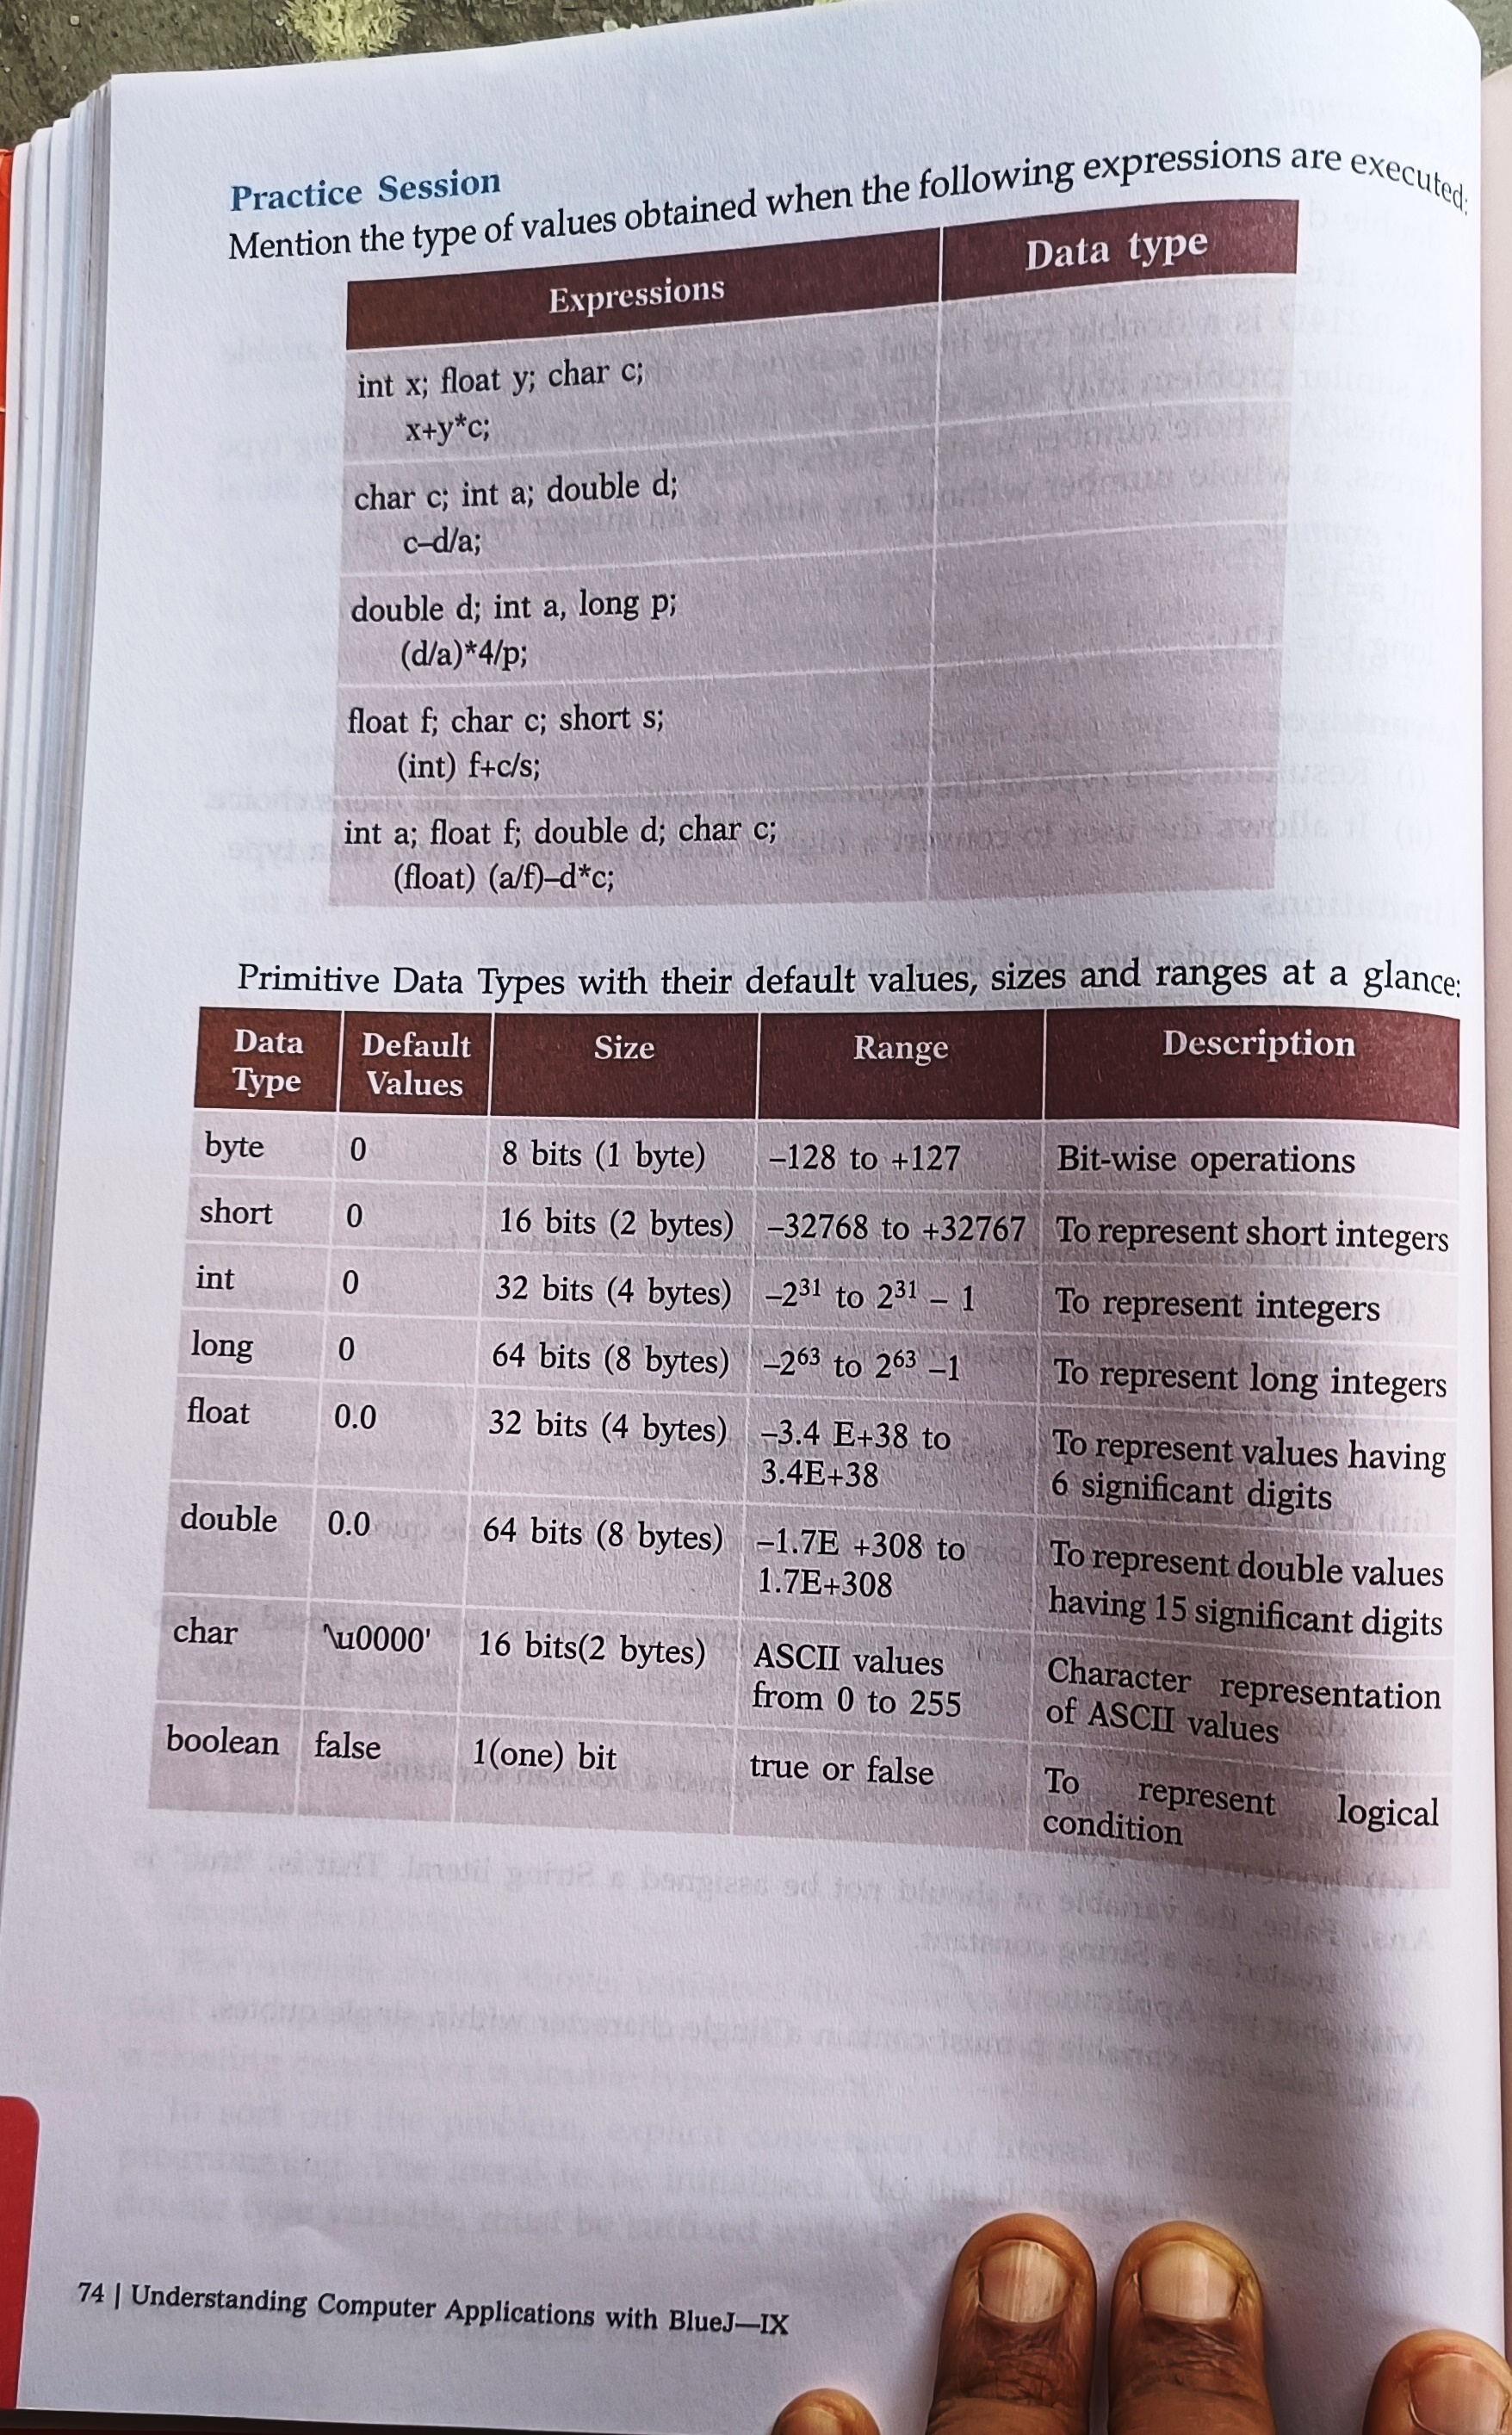 Practice Session
Mention the type of values obtained when the following expressions are executed:
Expressions Data type
int x; float y; char c;
x+y*c;
char c; int a; double d;
c–d/a;
double d; int a, long p;
(d/a)*4/p;
float f; char c; short s;
(int) f+c/s;
int a; float f; double d; char c;
(float) (a/f)–d*c;
Primitive Data Types with their default values, sizes and ranges at a glance:
Data Type Default Values Size Range Description
byte 0 8 bits (1 byte) –128 to +127 Bit-wise operations
short 0 16 bits (2 bytes) –32768 to +32767 To represent short integers
int 0 32 bits (4 bytes) –2³¹ to 2³¹ – 1 To represent integers
long 0 64 bits (8 bytes) –2⁶³ to 2⁶³ –1 To represent long integers
float 0.0 32 bits (4 bytes) –3.4 E+38 to 3.4E+38 To represent values having 6 significant digits
double 0.0 64 bits (8 bytes) –1.7E +308 to 1.7E+308 To represent double values having 15 significant digits
char '\u0000' 16 bits(2 bytes) ASCII values from 0 to 255 Character representation of ASCII values
boolean false 1(one) bit true or false To represent logical condition
74 | Understanding Computer Applications with BlueJ—IX